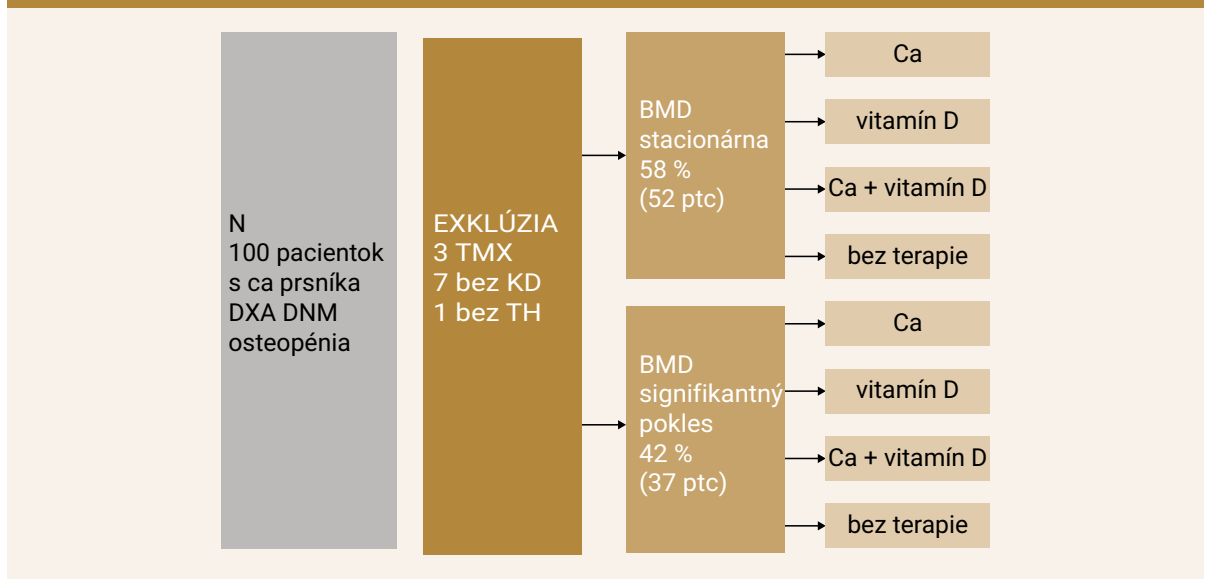 N
100 pacientok
s ca prsníka
DXA DNM
osteopénia
EXKLÚZIA
3 TMX
7 bez KD
1 bez TH
BMD
stacionárna
58 %
(52 ptc)
Ca
vitamín D
Ca + vitamín D
bez terapie
BMD
signifikantný
pokles
42 %
(37 ptc)
Ca
vitamín D
Ca + vitamín D
bez terapie